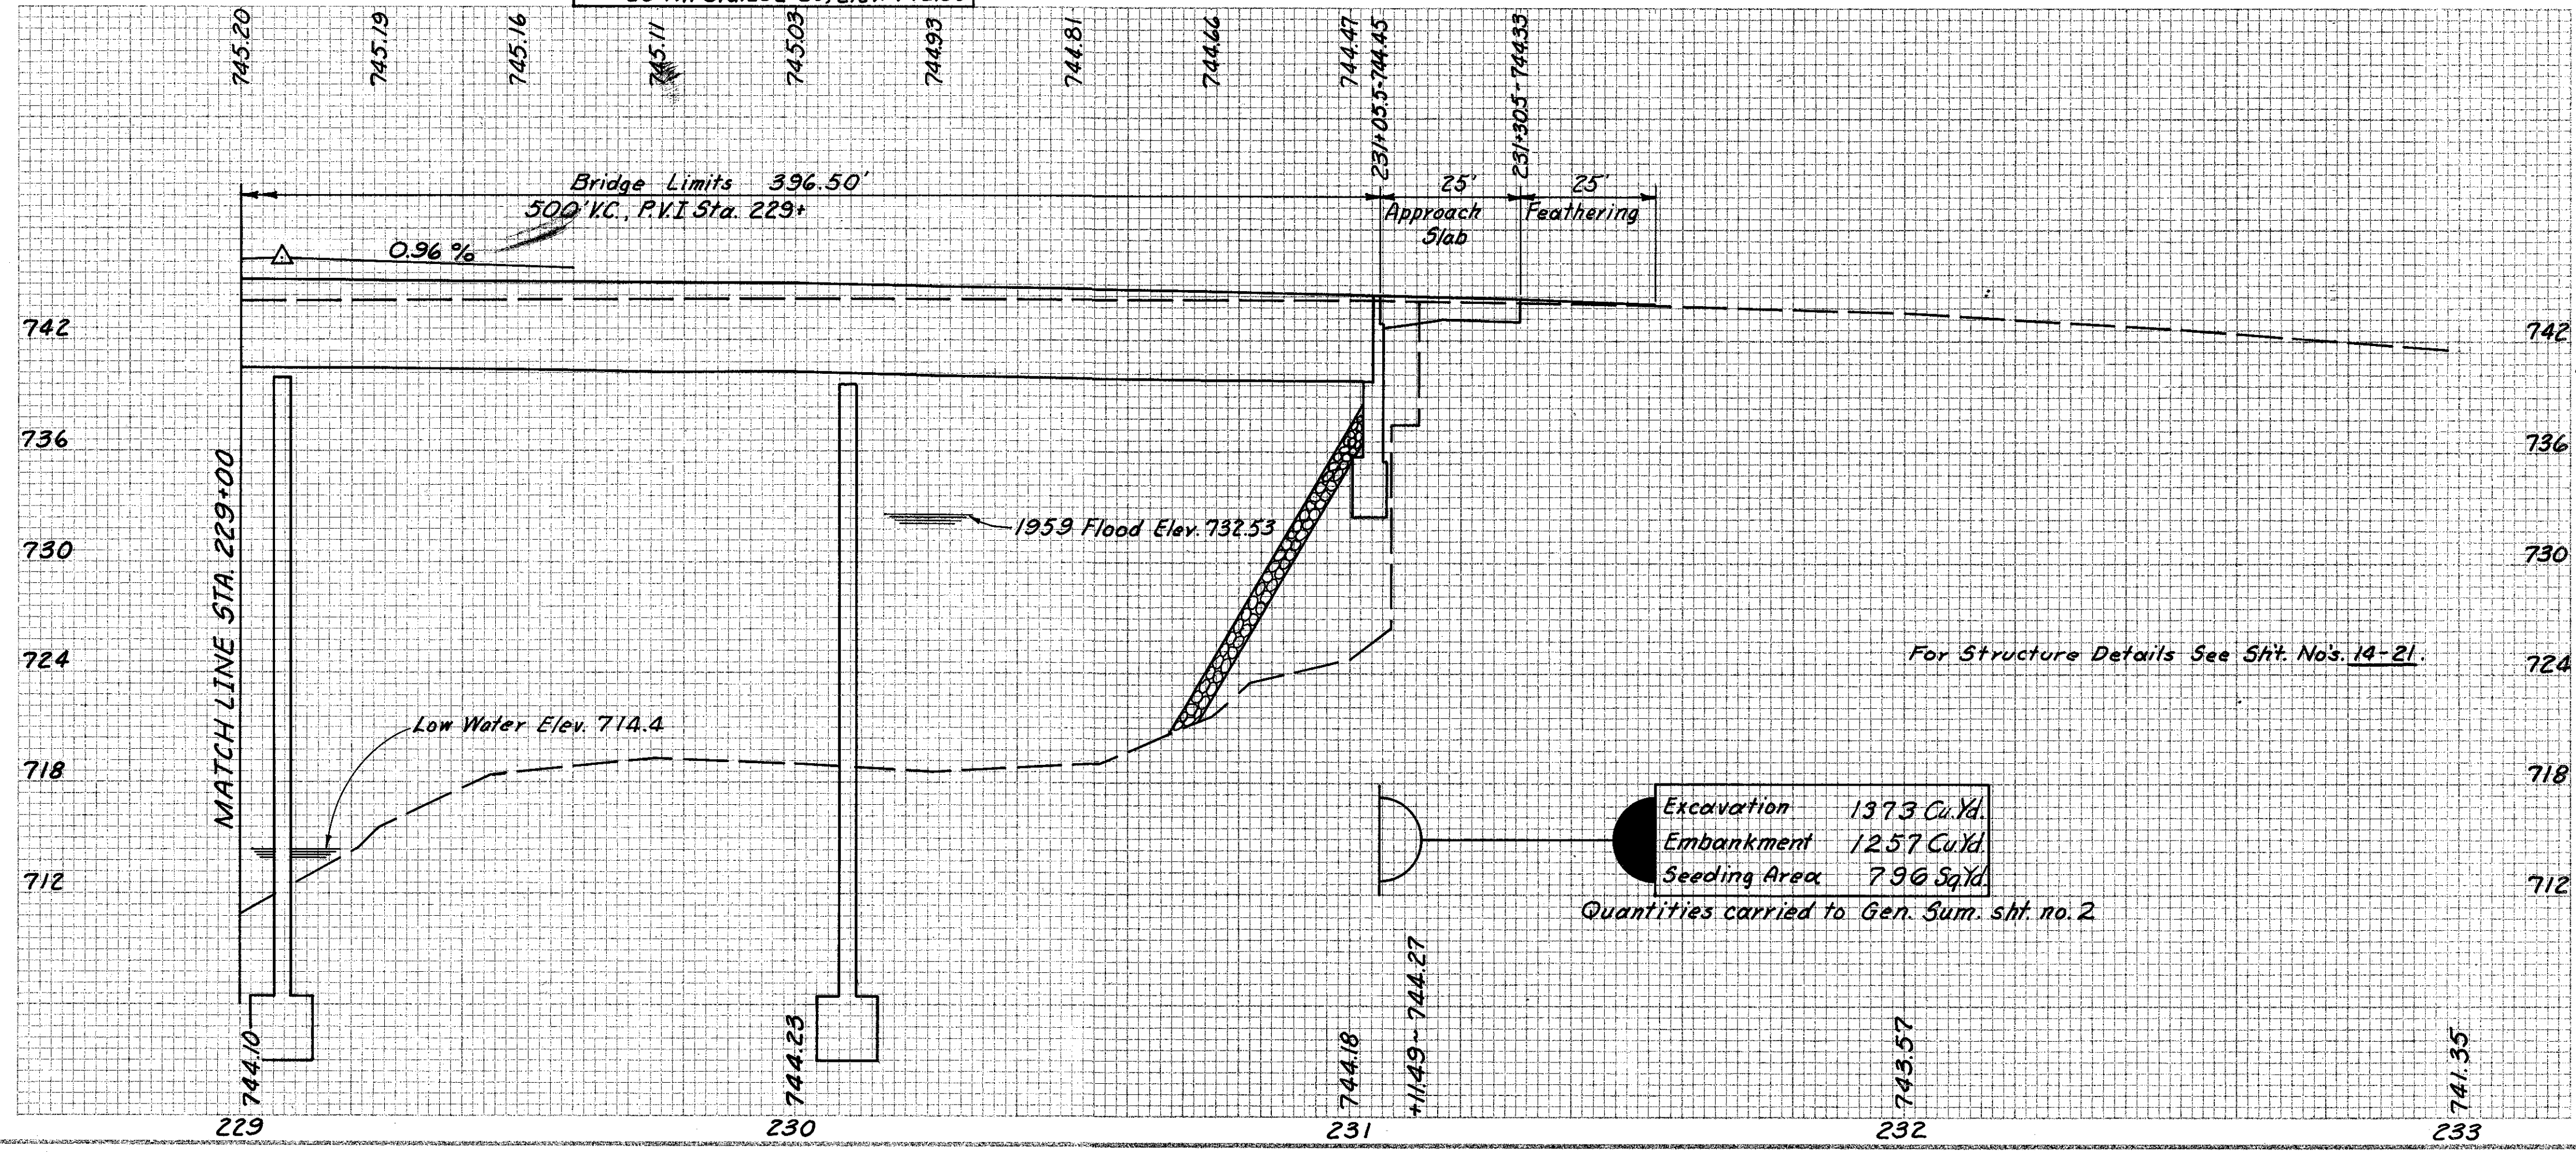 745.20
745.19
745.16
745.11
745.03
744.93
744.81
744.66
744.47
231+05.5-744.45
231+30.5-744.33
Bridge Limits 396.50'
500' V.C., P.V.I Sta. 229+
25'
25'
Approach
Slab
Feathering
0.96 %
742
742
736
736
MATCH LINE STA. 229+00
1959 Flood Elev. 732.53
730
730
724
For Structure Details See Sht. No's. 14-21.
724
Low Water Elev. 714.4
718
718
Excavation 1373 Cu.Yd.
Embankment 1257 Cu.Yd.
Seeding Area 796 Sq.Yd.
712
712
Quantities carried to Gen. Sum. sht. no. 2
744.10
744.23
744.18
+11.49~744.27
743.57
741.35
229
230
231
232
233